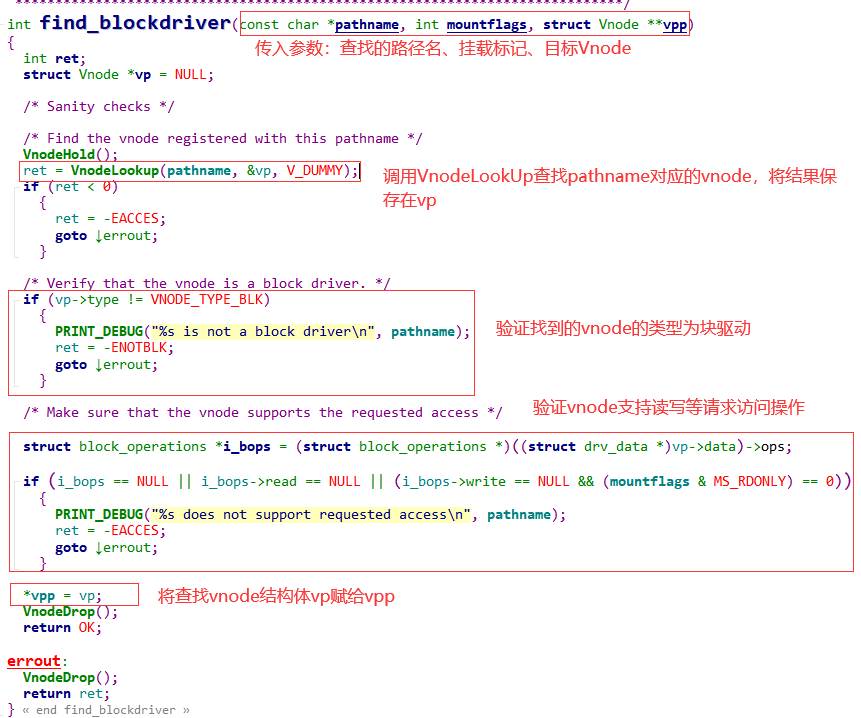 ****************************************************************************/
int find_blockdriver(const char *pathname, int mountflags, struct Vnode **vpp)
传入参数：查找的路径名、挂载标记、目标Vnode
{
int ret;
struct Vnode *vp = NULL;
/* Sanity checks */
/* Find the vnode registered with this pathname */
VnodeHold();
ret = VnodeLookup(pathname, &vp, V_DUMMY);
调用VnodeLookUp查找pathname对应的vnode，将结果保
存在vp
if (ret < 0)
{
ret = -EACCES;
goto ↓errout;
}
/* Verify that the vnode is a block driver. */
if (vp->type != VNODE_TYPE_BLK)
{
PRINT_DEBUG("%s is not a block driver\n", pathname);
验证找到的vnode的类型为块驱动
ret = -ENOTBLK;
goto ↓errout;
}
/* Make sure that the vnode supports the requested access */
验证vnode支持读写等请求访问操作
struct block_operations *i_bops = (struct block_operations *)((struct drv_data *)vp->data)->ops;
if (i_bops == NULL || i_bops->read == NULL || (i_bops->write == NULL && (mountflags & MS_RDONLY) == 0))
{
PRINT_DEBUG("%s does not support requested access\n", pathname);
ret = -EACCES;
goto ↓errout;
}
*vpp = vp;
将查找vnode结构体vp赋给vpp
VnodeDrop();
return OK;
errout:
VnodeDrop();
return ret;
} « end find_blockdriver »